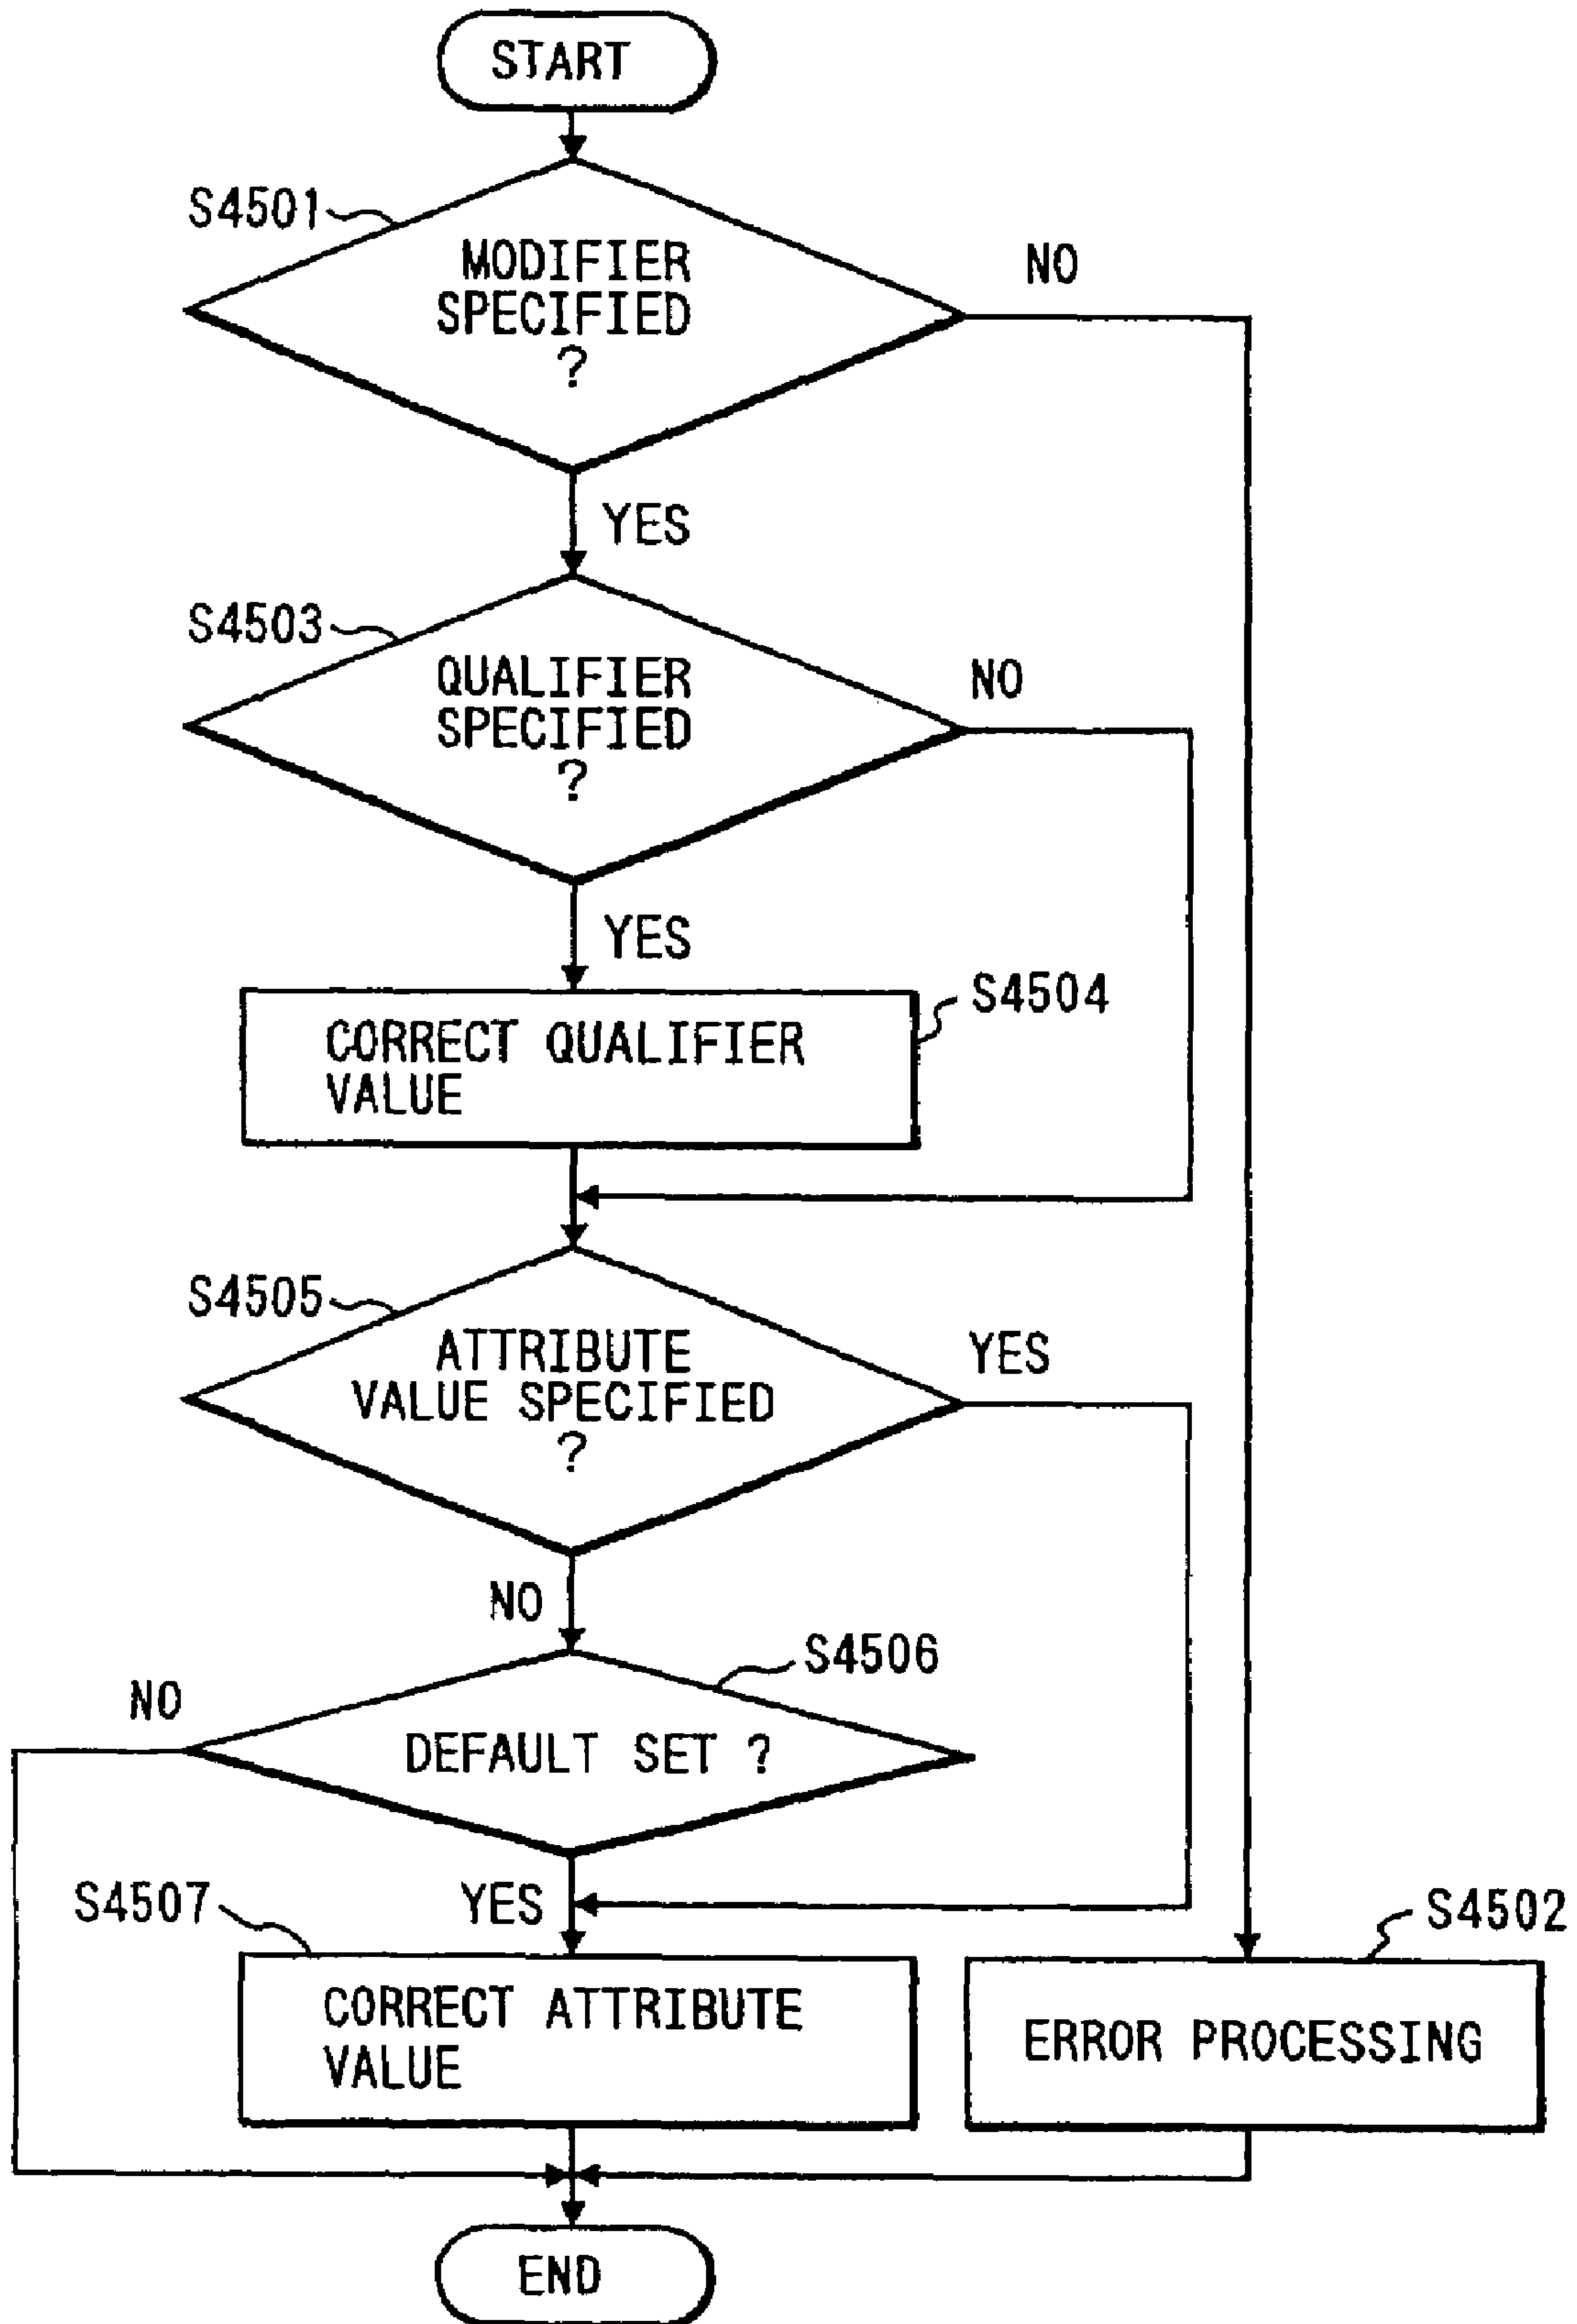 START
S4501
MODIFIER
SPECIFIED
?
NO
YES
S4503
QUALIFIER
SPECIFIED
?
NO
YES
S4504
CORRECT QUALIFIER
VALUE
S4505
ATTRIBUTE
VALUE SPECIFIED
?
YES
NO
S4506
NO
DEFAULT SET ?
S4507
YES
S4502
CORRECT ATTRIBUTE
VALUE
ERROR PROCESSING
END